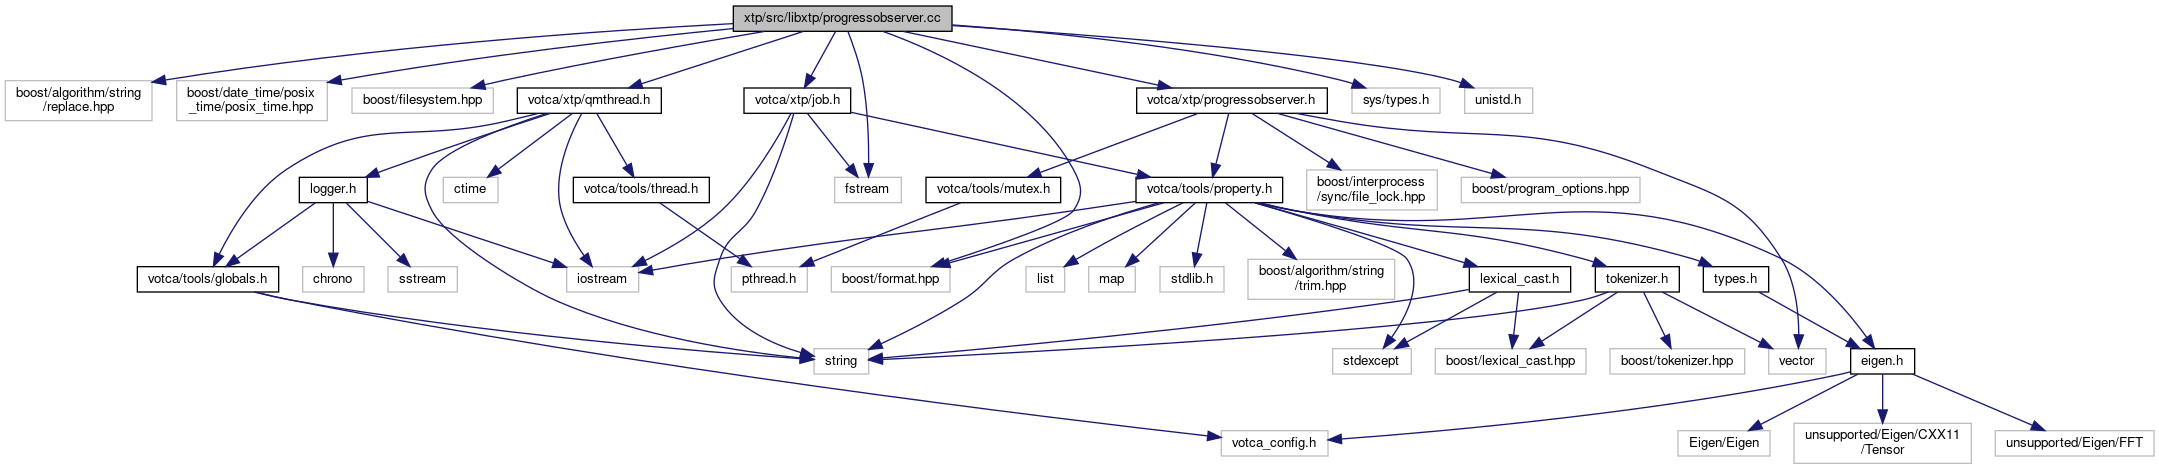 xtp/src/libxtp/progressobserver.cc
boost/algorithm/string
/replace.hpp
boost/date_time/posix
_time/posix_time.hpp
boost/filesystem.hpp
votca/xtp/qmthread.h
votca/xtp/job.h
votca/xtp/progressobserver.h
sys/types.h
unistd.h
logger.h
ctime
votca/tools/thread.h
fstream
votca/tools/mutex.h
votca/tools/property.h
boost/interprocess
/sync/file_lock.hpp
boost/program_options.hpp
votca/tools/globals.h
chrono
sstream
iostream
pthread.h
boost/format.hpp
list
map
stdlib.h
boost/algorithm/string
/trim.hpp
lexical_cast.h
tokenizer.h
types.h
string
stdexcept
boost/lexical_cast.hpp
boost/tokenizer.hpp
vector
eigen.h
votca_config.h
Eigen/Eigen
unsupported/Eigen/CXX11
/Tensor
unsupported/Eigen/FFT